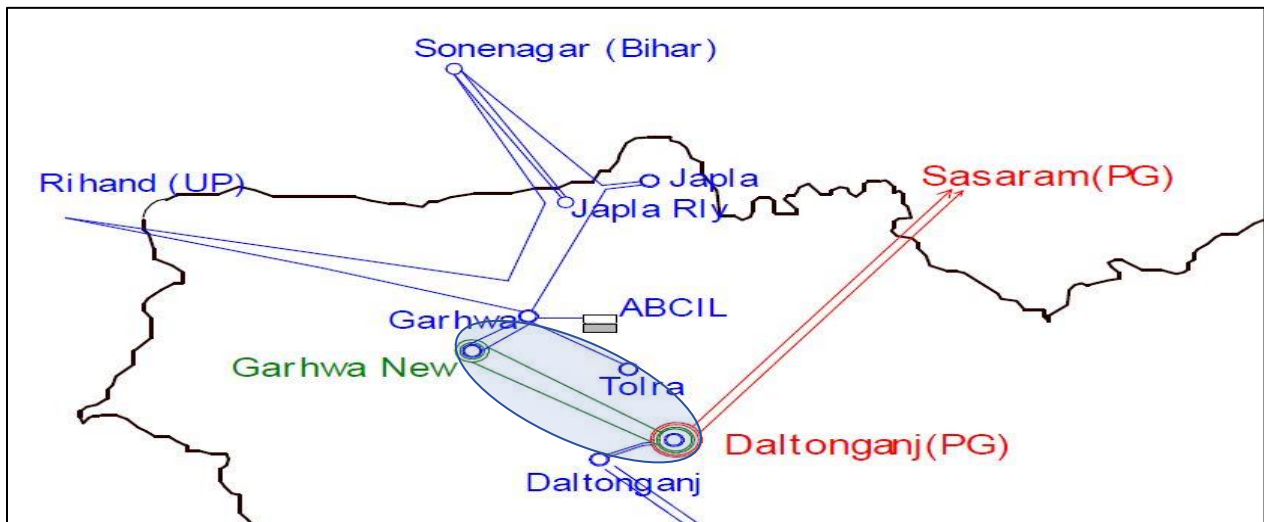 Sonenagar (Bihar)
Rihand (UP)
Japla
Sasaram(PG)
Japla Rly
ABCIL
Garhwa
Garhwa New
Tolra
Daltonganj(PG)
Daltonganj